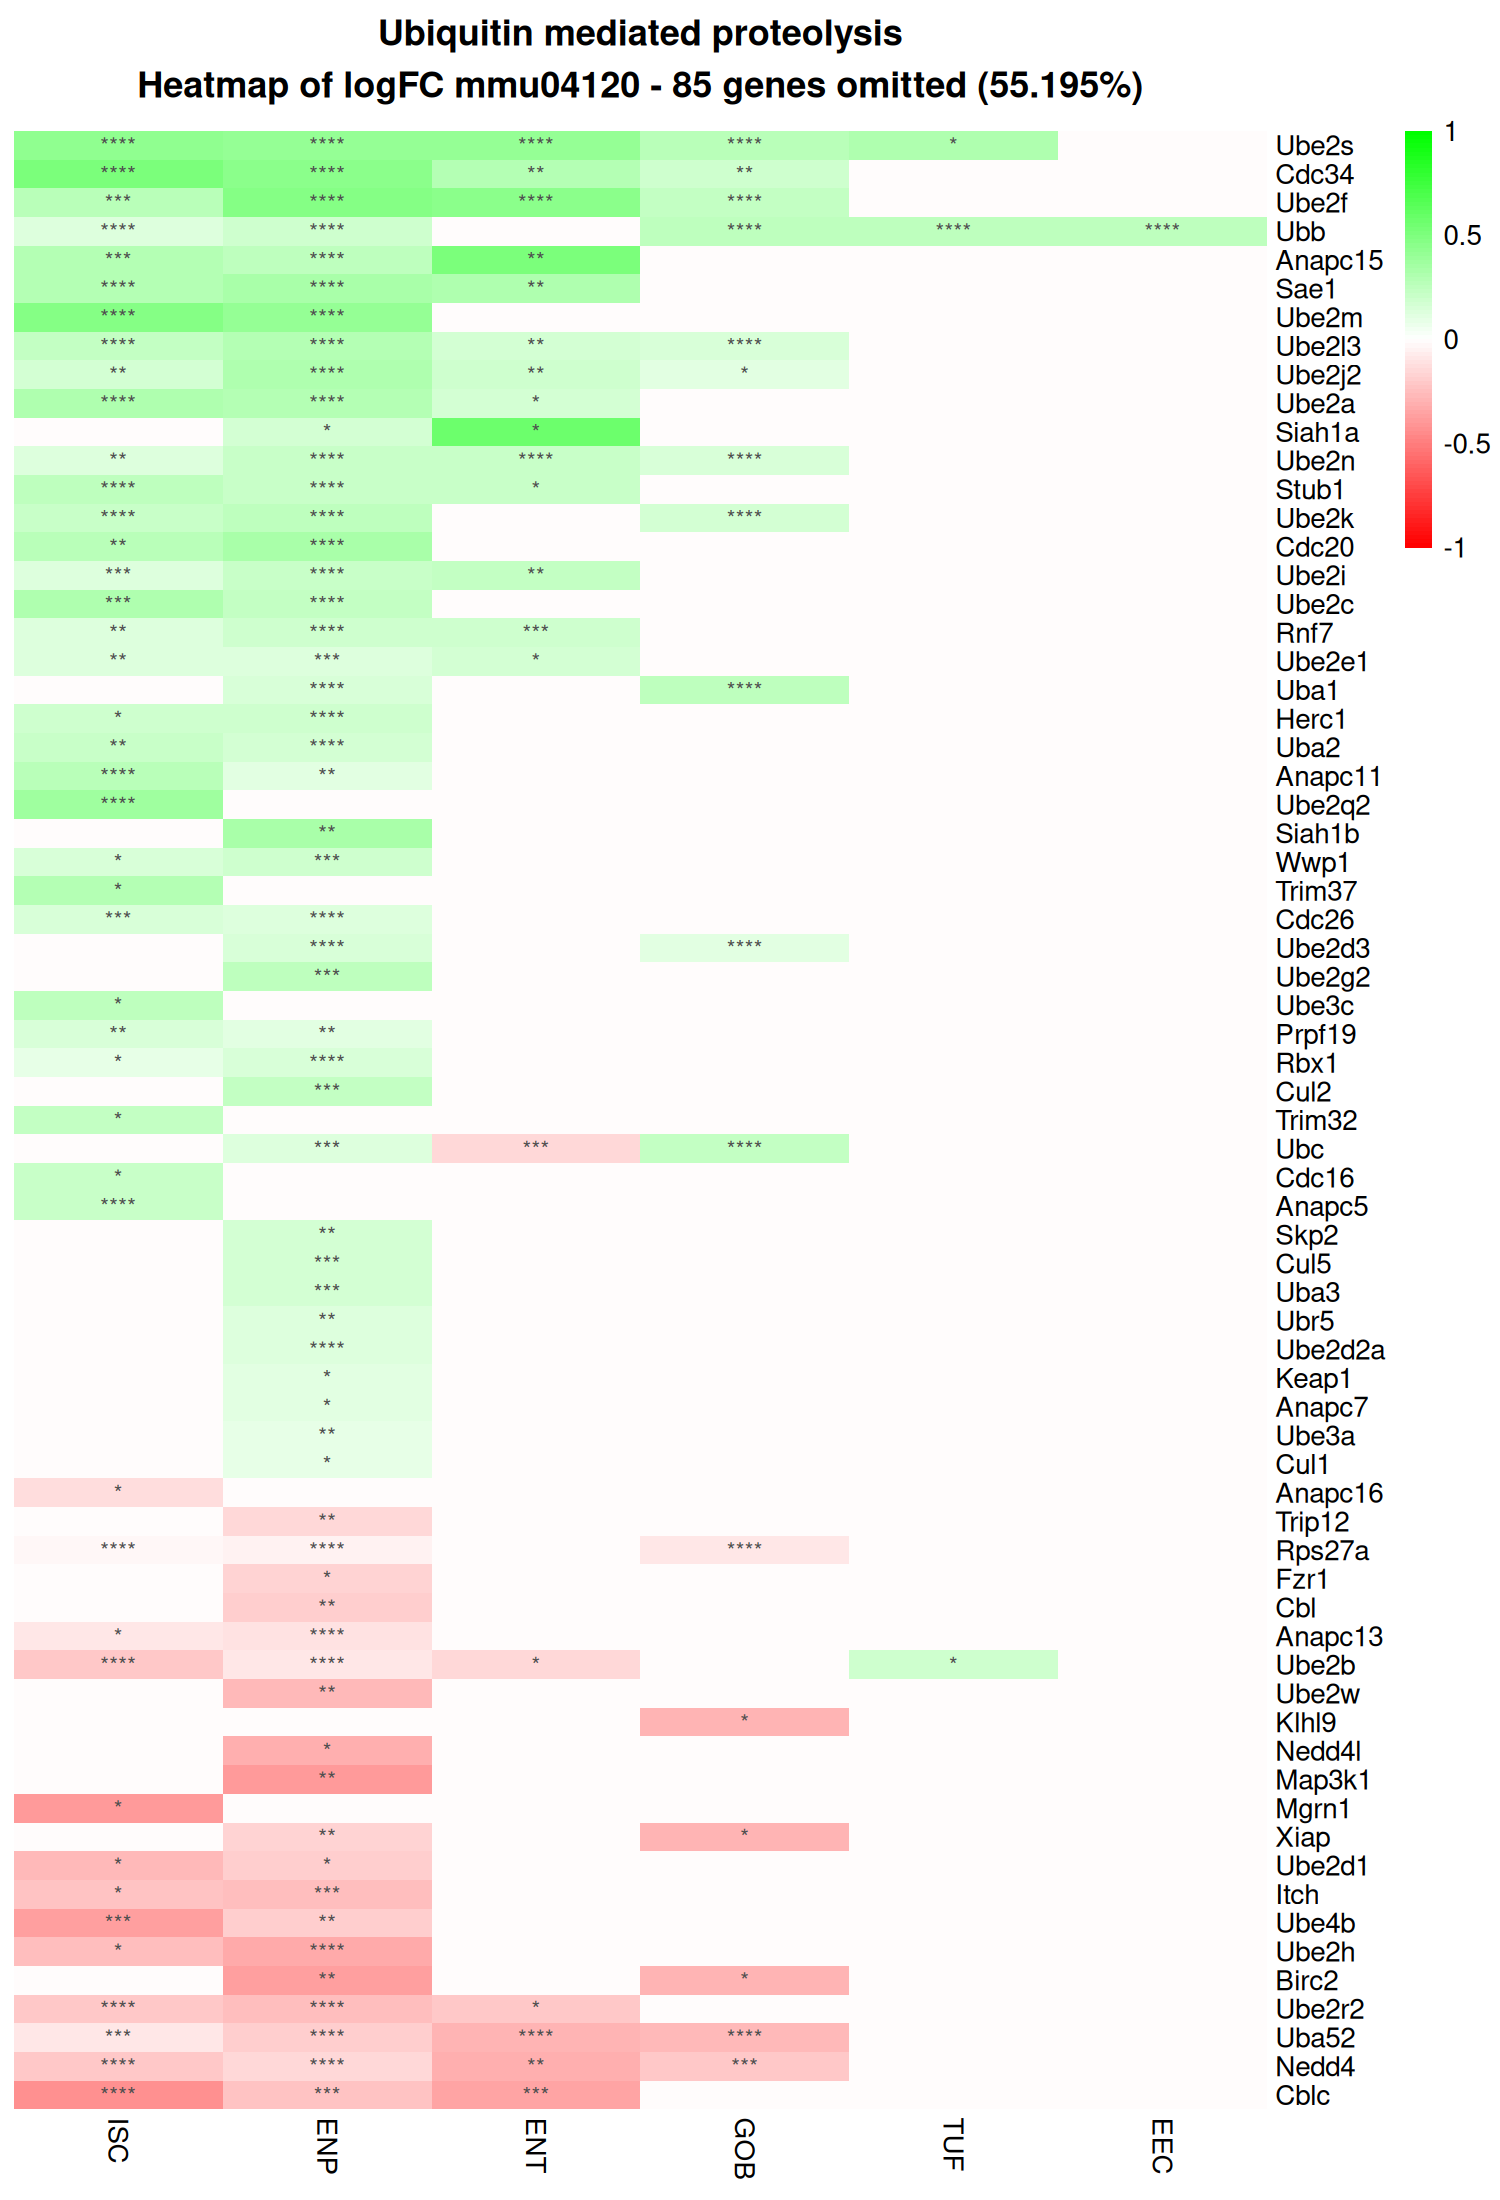 Ubiquitin mediated proteolysis
Heatmap of logFC mmu04120 - 85 genes omitted (55.195%)
**** **** **** **** * Ube2s
**** **** ** ** Cdc34
*** **** **** **** Ube2f
**** **** **** **** **** Ubb
*** **** ** Anapc15
**** **** ** Sae1
**** **** Ube2m
**** **** ** **** Ube2l3
** **** ** * Ube2j2
**** **** * Ube2a
* * Siah1a
** **** **** **** Ube2n
**** **** * Stub1
**** **** **** Ube2k
** **** Cdc20
*** **** ** Ube2i
*** **** Ube2c
** **** *** Rnf7
** *** * Ube2e1
**** **** Uba1
* **** Herc1
** **** Uba2
**** ** Anapc11
**** Ube2q2
** Siah1b
* *** Wwp1
* Trim37
*** **** Cdc26
**** **** Ube2d3
*** Ube2g2
* Ube3c
** ** Prpf19
* **** Rbx1
*** Cul2
* Trim32
*** *** **** Ubc
* Cdc16
**** Anapc5
** Skp2
*** Cul5
*** Uba3
** Ubr5
**** Ube2d2a
* Keap1
* Anapc7
** Ube3a
* Cul1
* Anapc16
** Trip12
**** **** **** Rps27a
* Fzr1
** Cbl
* **** Anapc13
**** **** * * Ube2b
** Ube2w
* Klhl9
* Nedd4l
** Map3k1
* Mgrn1
** * Xiap
* * Ube2d1
* *** Itch
*** ** Ube4b
* **** Ube2h
** * Birc2
**** **** * Ube2r2
*** **** **** **** Uba52
**** **** ** *** Nedd4
**** *** *** Cblc
ISC ENP ENT GOB TUF EEC
1
0.5
0
-0.5
-1